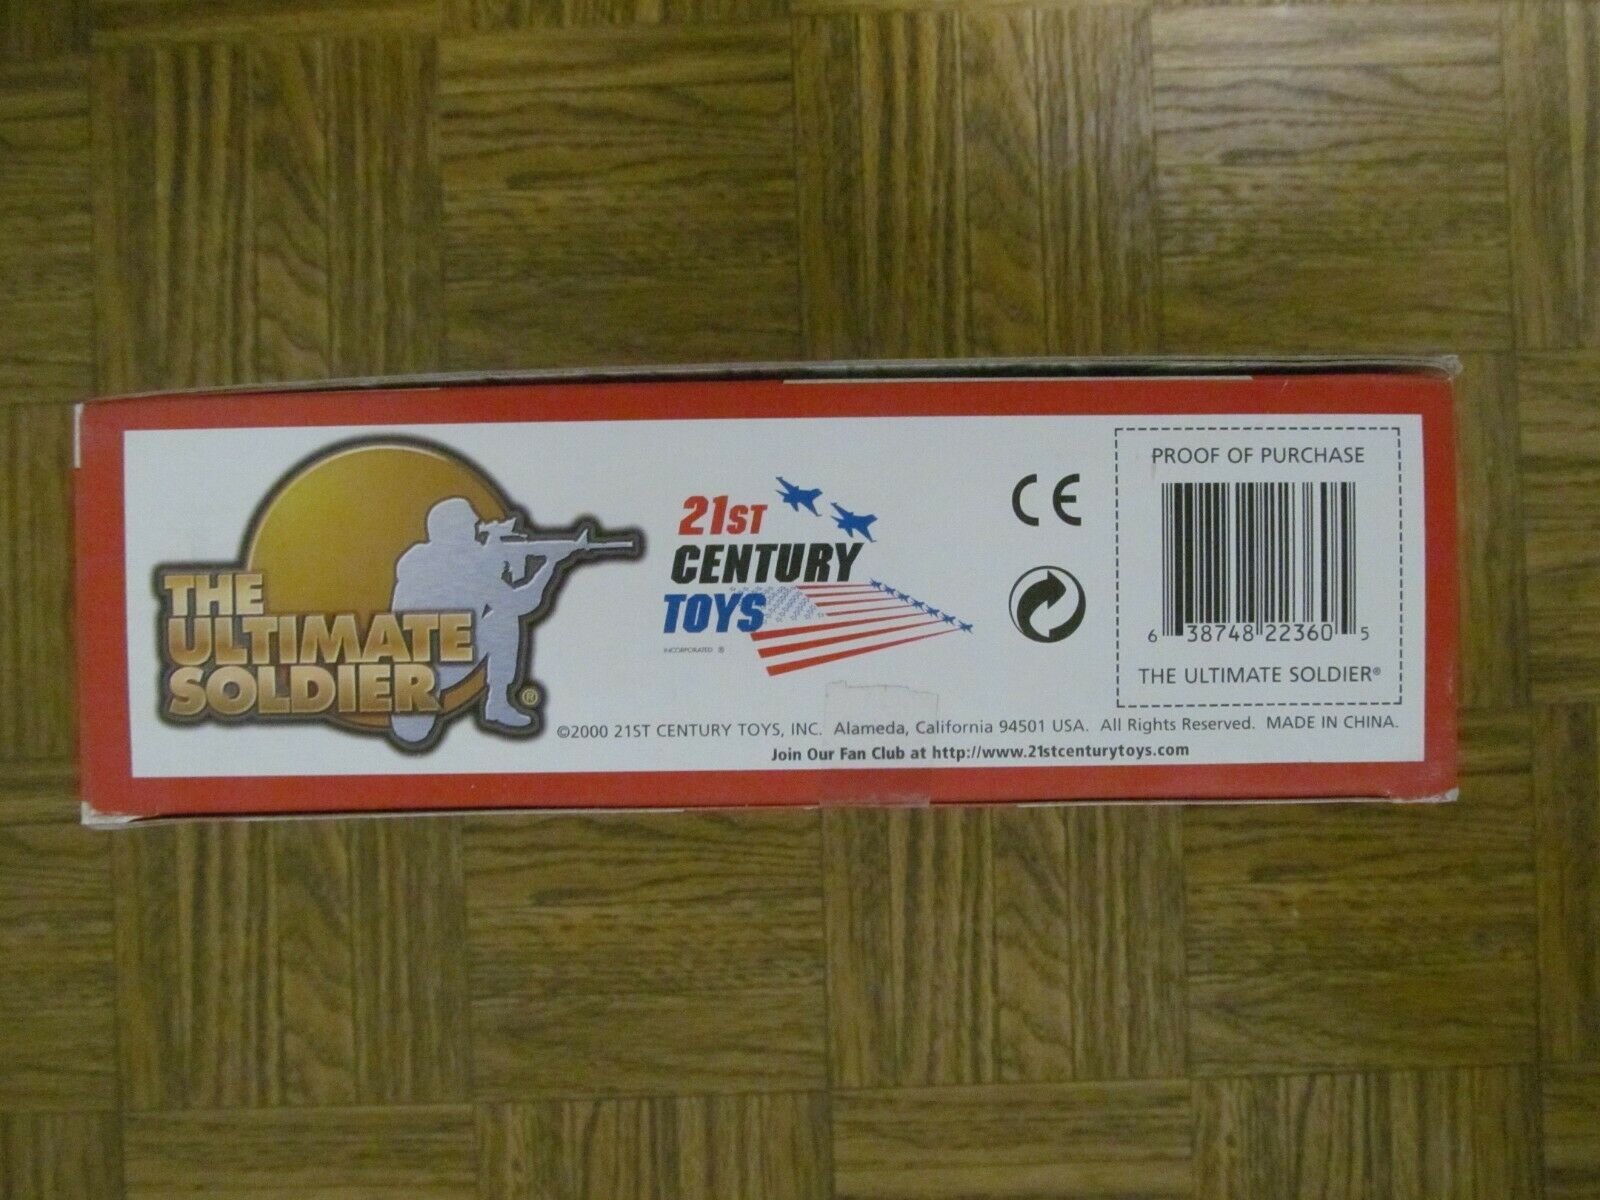 THE
ULTIMATE
SOLDIER®
21ST
CENTURY
TOYS
INCORPORATED ®
CE
PROOF OF PURCHASE
6 38748 22360 5
THE ULTIMATE SOLDIER®
©2000 21ST CENTURY TOYS, INC. Alameda, California 94501 USA. All Rights Reserved. MADE IN CHINA.
Join Our Fan Club at http://www.21stcenturytoys.com